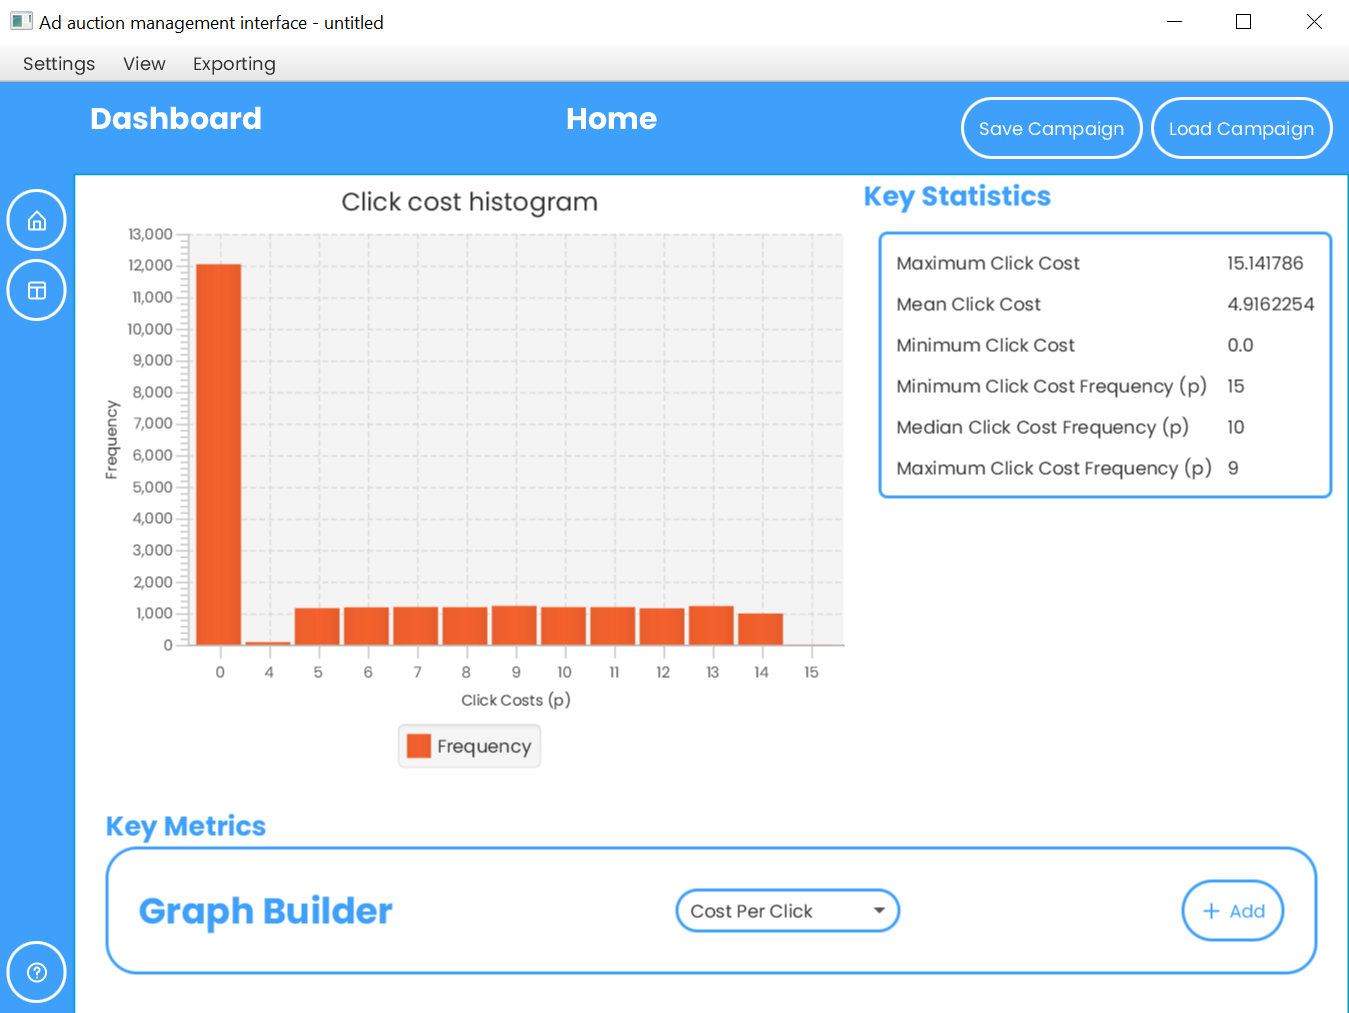 Ad auction management interface - untitled
Settings View Exporting
Dashboard Home Save Campaign Load Campaign
Click cost histogram
13,000
12,000
11,000
10,000
9,000
8,000
7,000
6,000
5,000
4,000
3,000
2,000
1,000
0
Frequency
0 4 5 6 7 8 9 10 11 12 13 14 15
Click Costs (p)
Frequency
Key Statistics
Maximum Click Cost 15.141786
Mean Click Cost 4.9162254
Minimum Click Cost 0.0
Minimum Click Cost Frequency (p) 15
Median Click Cost Frequency (p) 10
Maximum Click Cost Frequency (p) 9
Key Metrics
Graph Builder Cost Per Click + Add
?